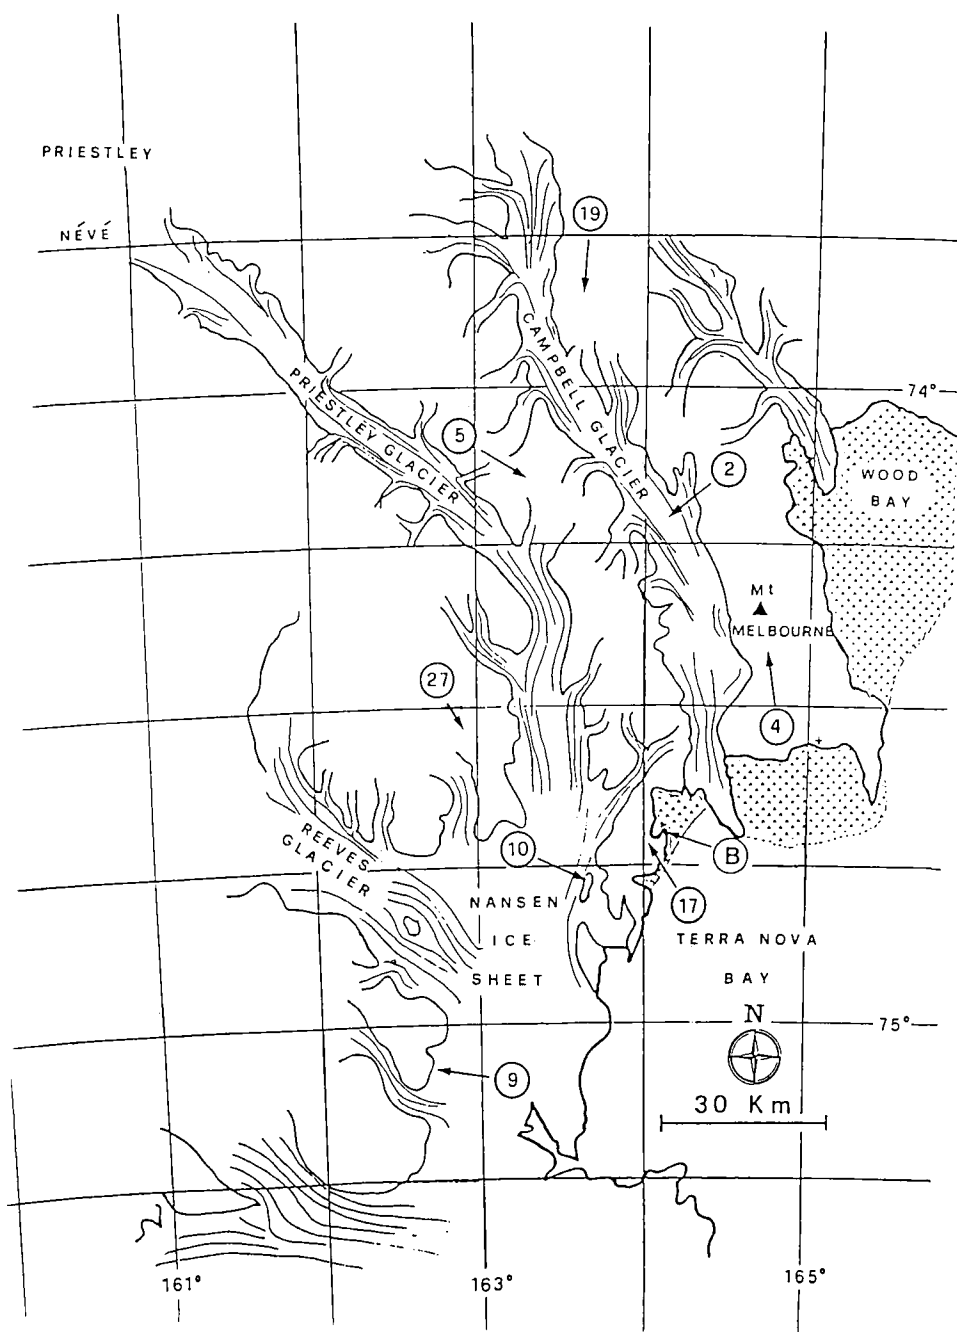 PRIESTLEY
NÉVÉ
19
CAMPBELL GLACIER
PRIESTLEY GLACIER
74°
5
2
WOOD
BAY
Mt
MELBOURNE
27
4
REEVES
GLACIER
10
B
17
NANSEN
ICE
SHEET
TERRA NOVA
BAY
N
75°
9
30 Km
161°
163°
165°